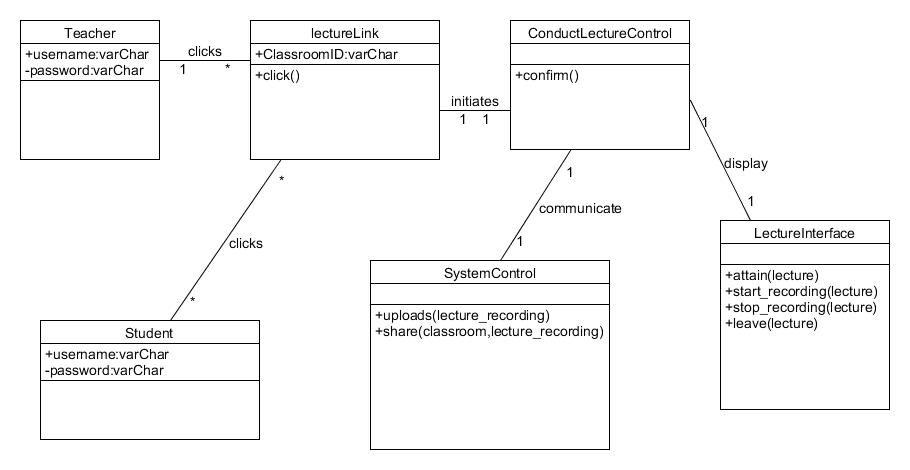 Teacher
+username:varChar
-password:varChar
clicks
1
*
lectureLink
+ClassroomID:varChar
+click()
initiates
1
1
ConductLectureControl
+confirm()
1
display
1
*
clicks
*
1
communicate
1
LectureInterface
+attain(lecture)
+start_recording(lecture)
+stop_recording(lecture)
+leave(lecture)
SystemControl
+uploads(lecture_recording)
+share(classroom,lecture_recording)
Student
+username:varChar
-password:varChar